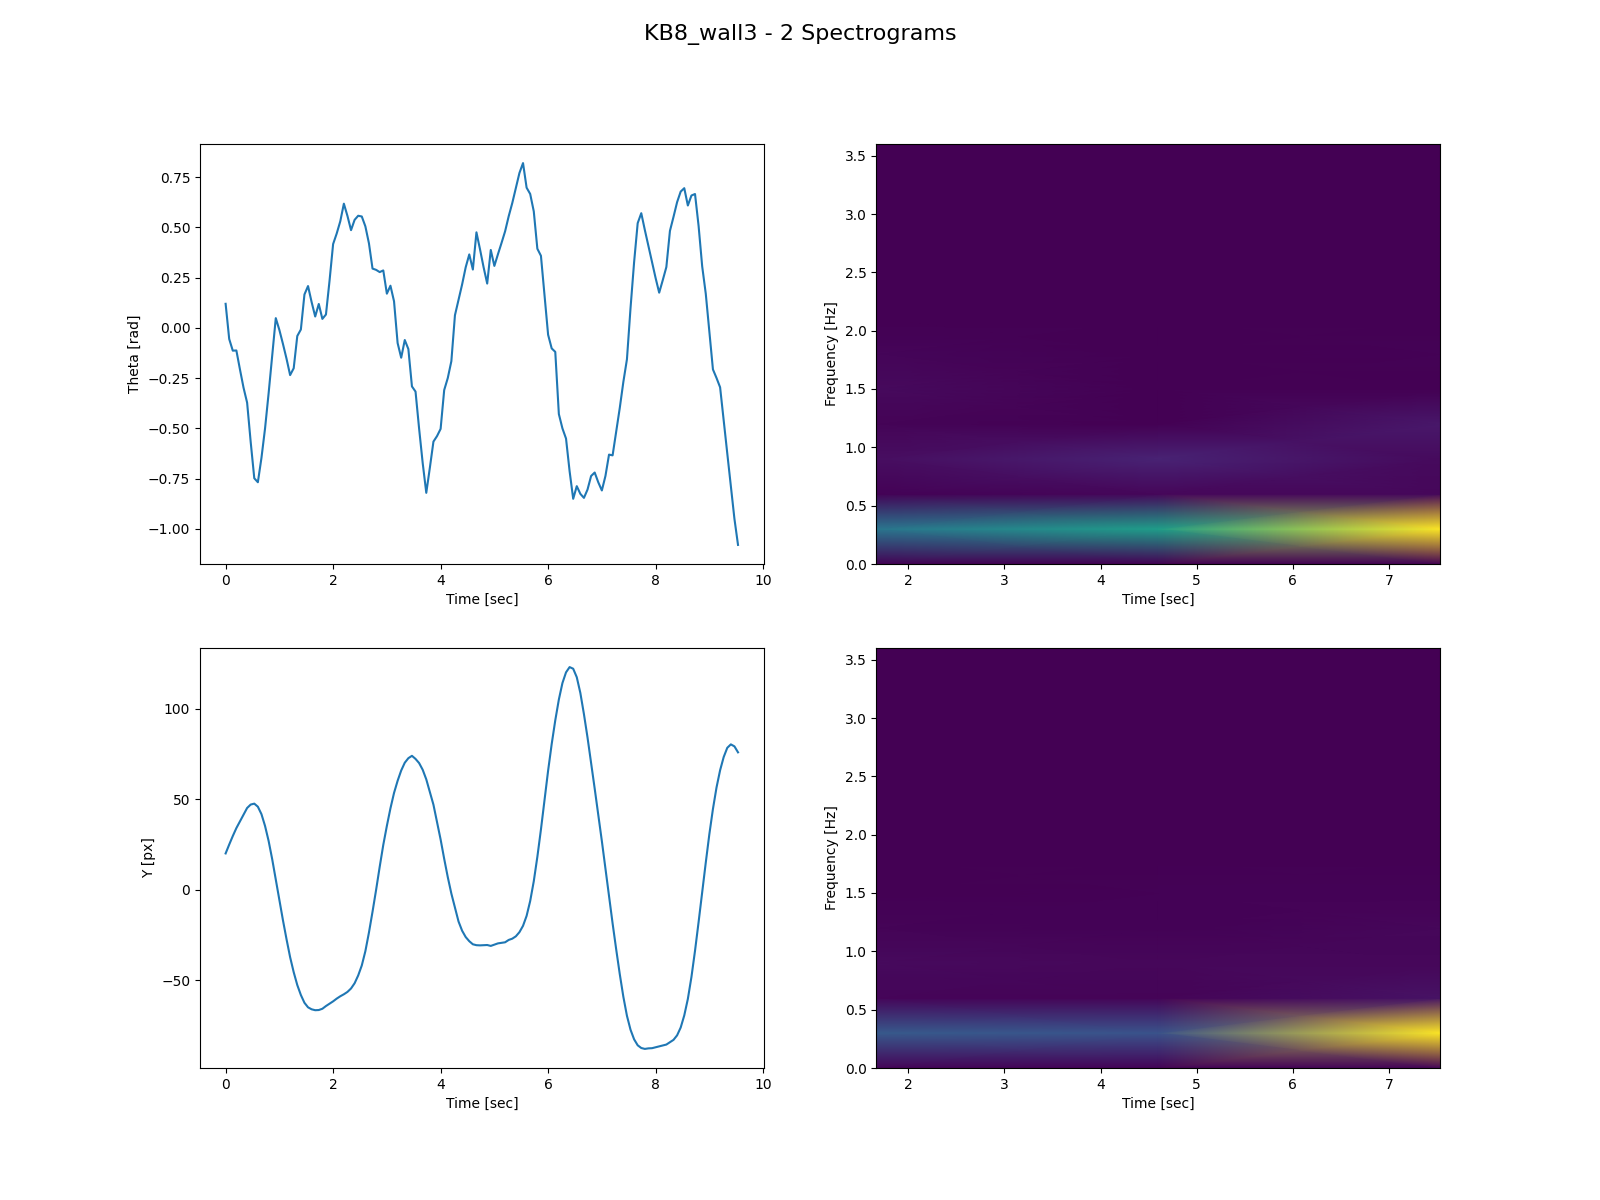 KB8_wall3 - 2 Spectrograms
Theta [rad]
0.75
0.50
0.25
0.00
−0.25
−0.50
−0.75
−1.00
0 2 4 6 8 10
Time [sec]
Frequency [Hz]
3.5
3.0
2.5
2.0
1.5
1.0
0.5
0.0
2 3 4 5 6 7
Time [sec]
Y [px]
100
50
0
−50
0 2 4 6 8 10
Time [sec]
Frequency [Hz]
3.5
3.0
2.5
2.0
1.5
1.0
0.5
0.0
2 3 4 5 6 7
Time [sec]